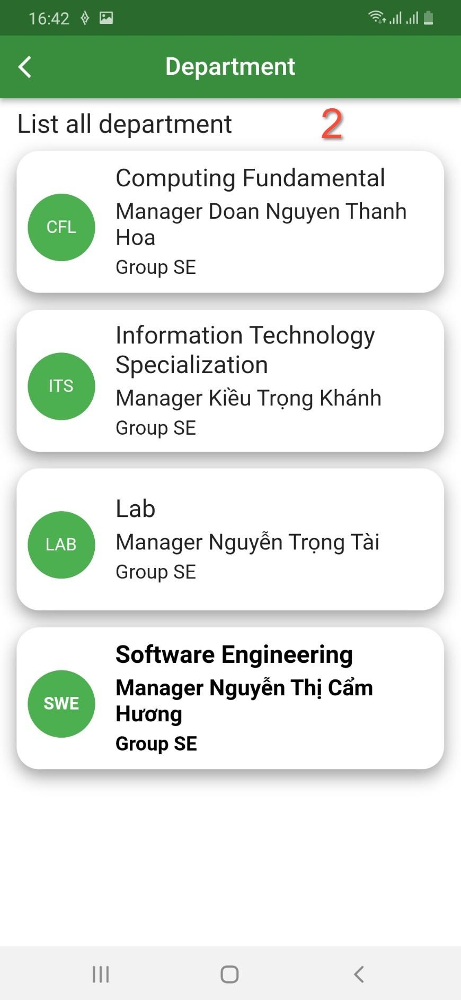 16:42
Department
List all department
2
CFL
Computing Fundamental
Manager Doan Nguyen Thanh
Hoa
Group SE
ITS
Information Technology
Specialization
Manager Kiều Trọng Khánh
Group SE
LAB
Lab
Manager Nguyễn Trọng Tài
Group SE
SWE
Software Engineering
Manager Nguyễn Thị Cẩm
Hương
Group SE